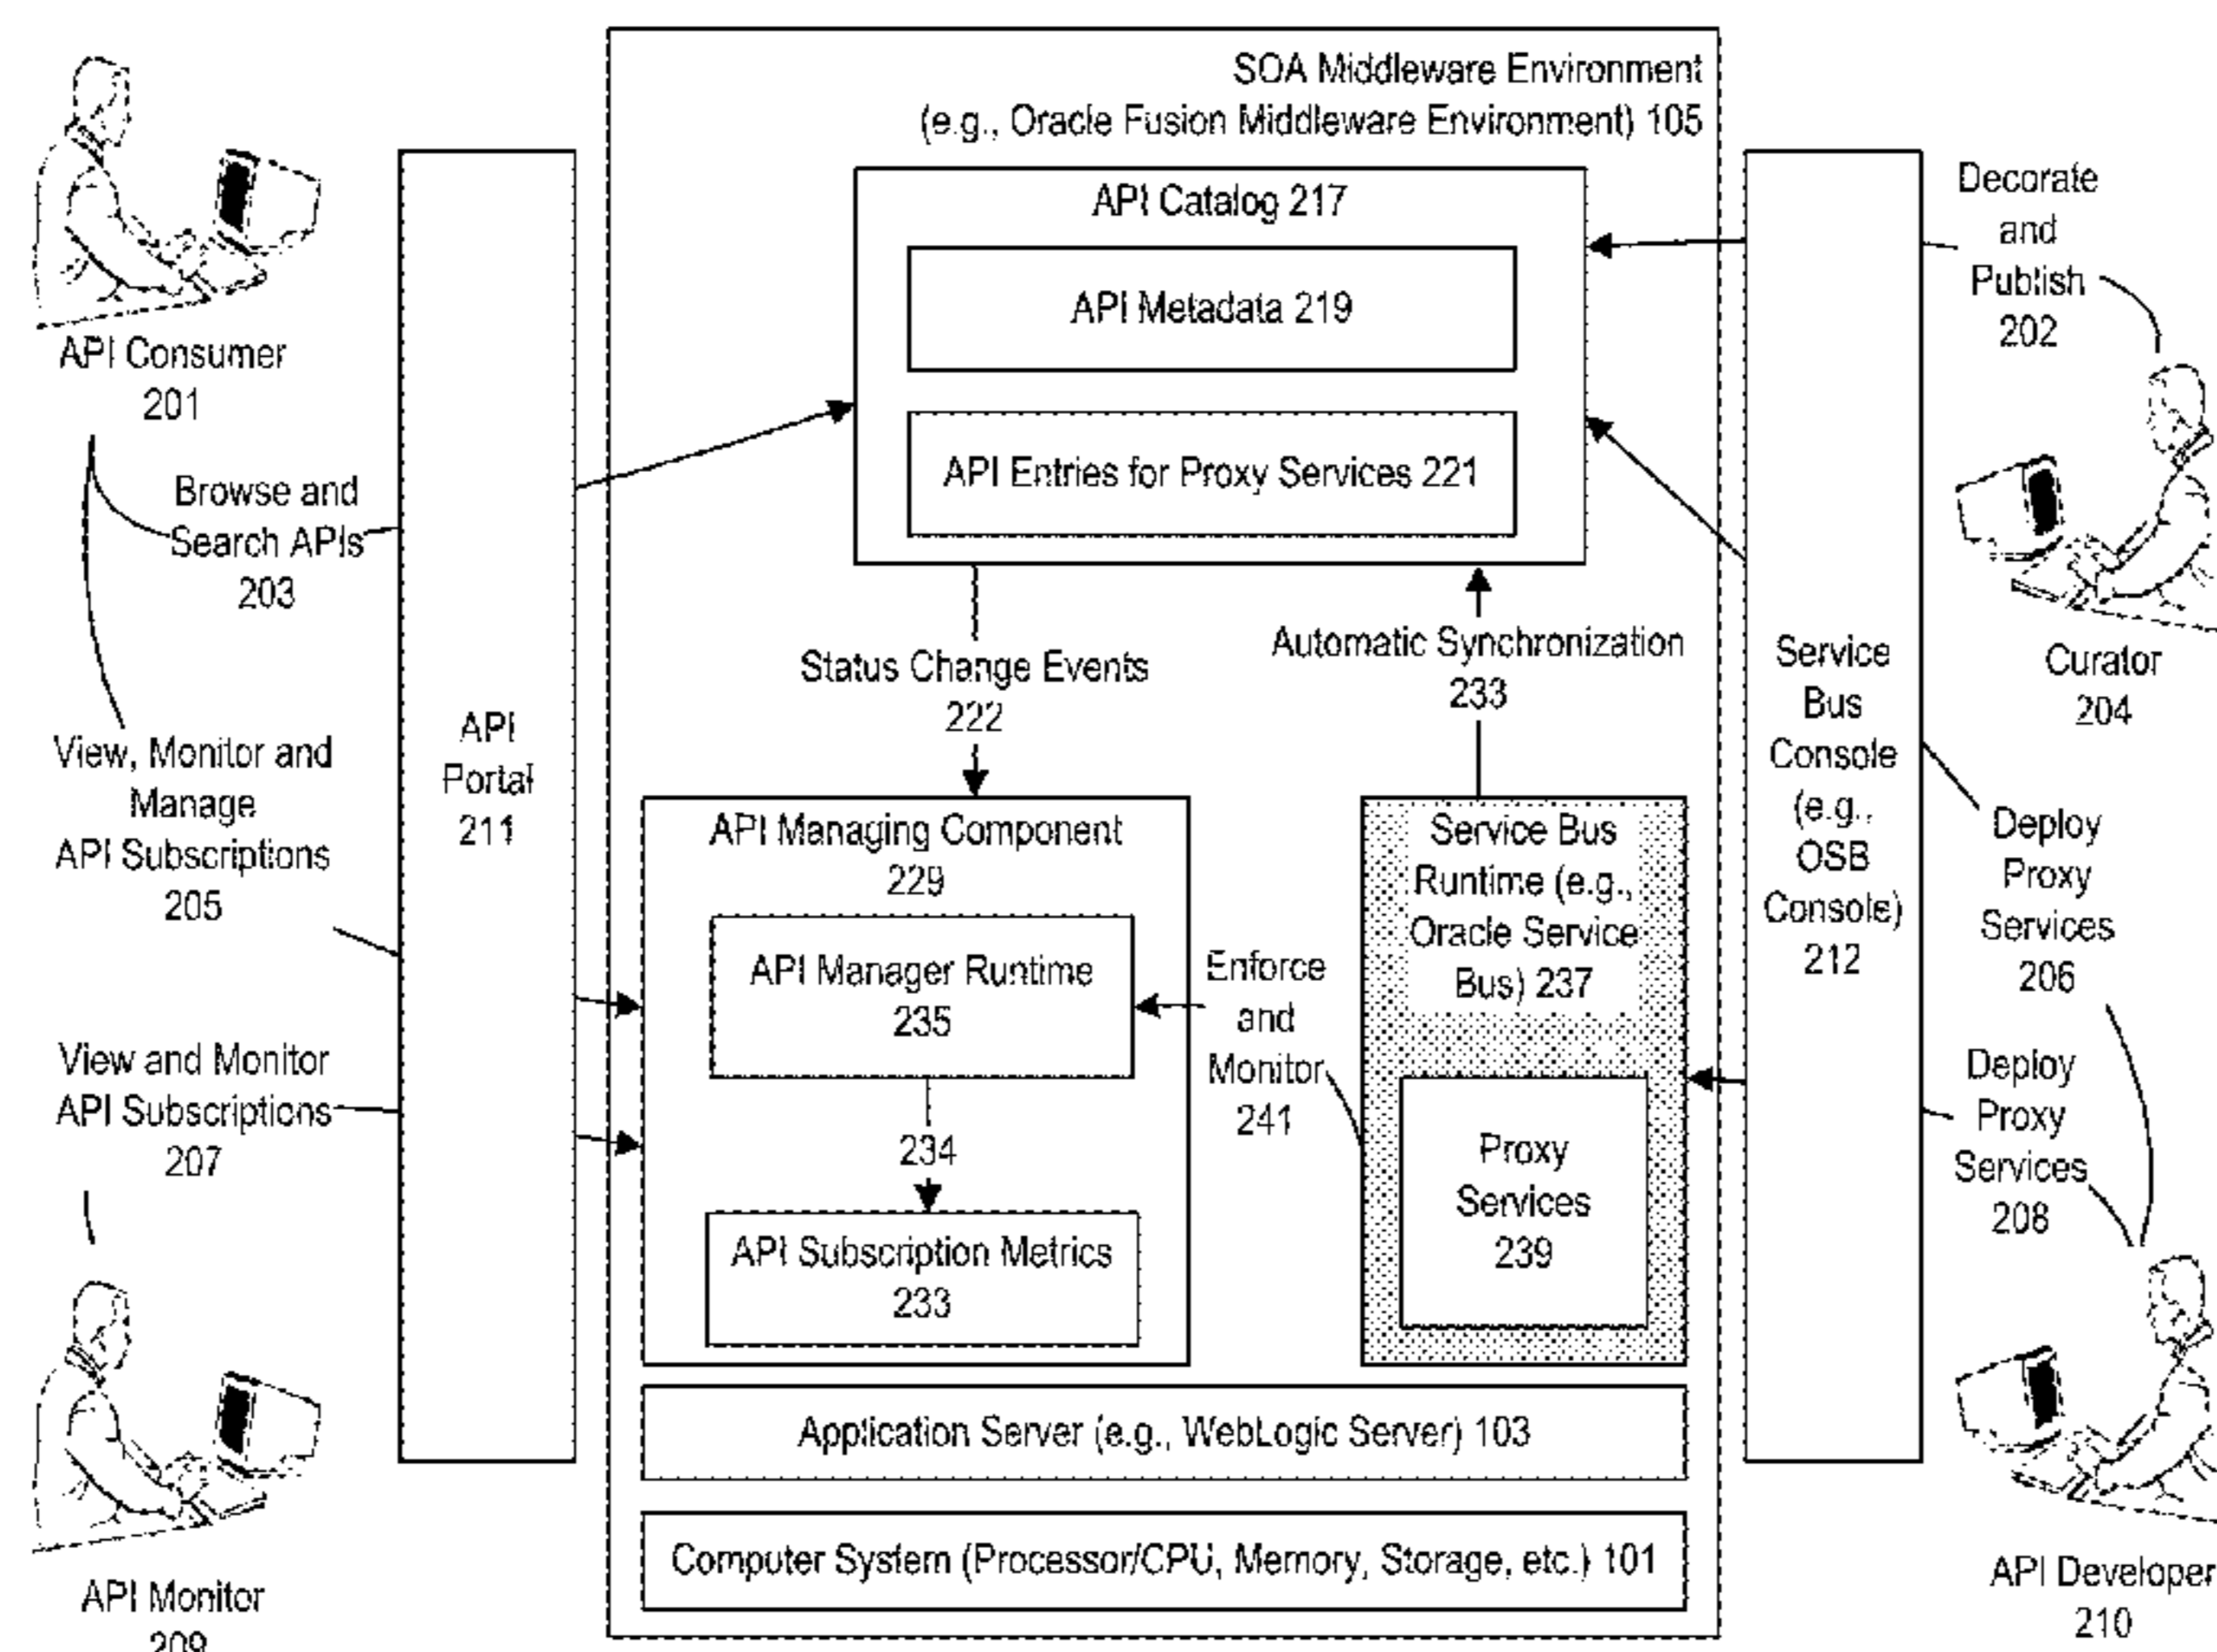 SOA Middleware Environment
(e.g., Oracle Fusion Middleware Environment) 105
API Consumer
201
Browse and
Search APIs
203
View, Monitor and
Manage
API Subscriptions
205
View and Monitor
API Subscriptions
207
API Monitor
209
API
Portal
211
API Catalog 217
API Metadata 219
API Entries for Proxy Services 221
Status Change Events
222
Automatic Synchronization
233
API Managing Component
229
API Manager Runtime
235
234
API Subscription Metrics
233
Enforce
and
Monitor
241
Service Bus
Runtime (e.g.,
Oracle Service
Bus) 237
Proxy
Services
239
Application Server (e.g., WebLogic Server) 103
Computer System (Processor/CPU, Memory, Storage, etc.) 101
Service
Bus
Console
(e.g.,
OSB
Console)
212
Decorate
and
Publish
202
Curator
204
Deploy
Proxy
Services
206
Deploy
Proxy
Services
208
API Developer
210